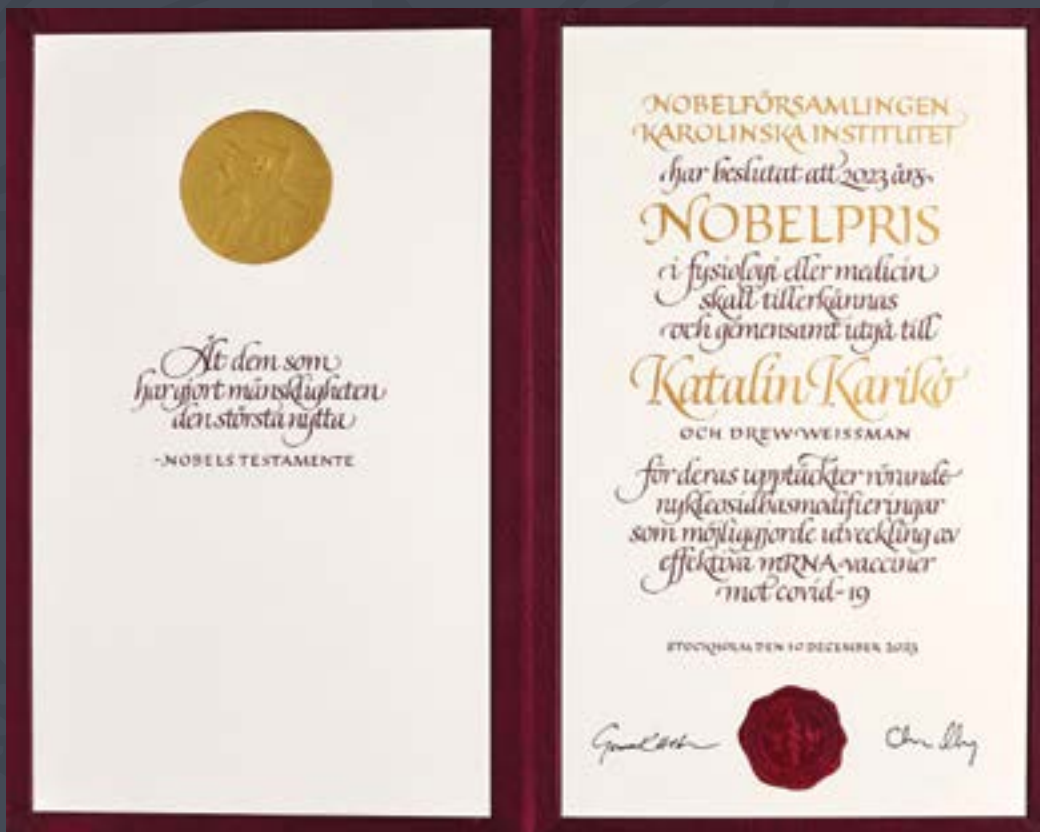 Åt dem som
har gjort mänskligheten
den största nytta
-NOBELS TESTAMENTE
NOBELFÖRSAMLINGEN
KAROLINSKA INSTITUTET
har beslutat att 2023 års
NOBELPRIS
i fysiologi eller medicin
skall tillerkännas
och gemensamt utgå till
Katalin Karikó
OCH DREW WEISSMAN
för deras upptäckter rörande
nykleosidbasmodifieringar
som möjliggjorde utveckling av
effektiva mRNA-vacciner
mot covid-19
STOCKHOLM DEN 10 DECEMBER 2023